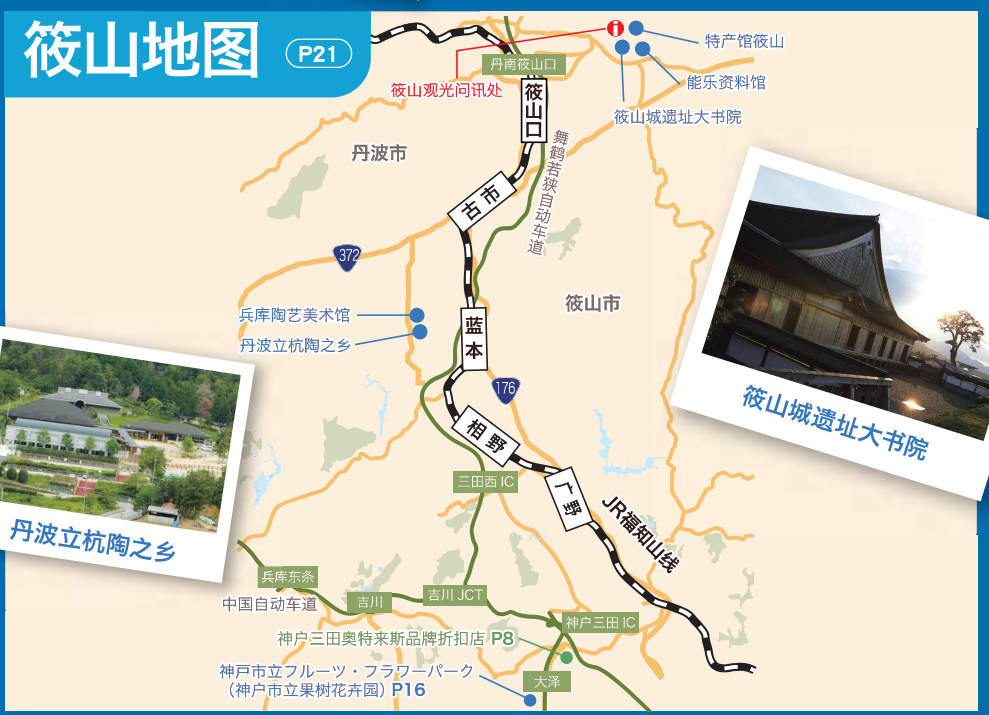 筱山地图 P21
特产馆筱山
能乐资料馆
筱山城遗址大书院
筱山观光问讯处
丹南筱山口
筱山口
丹波市
舞鹤若狭自动车道
古市
372
兵库陶艺美术馆
丹波立杭陶之乡
筱山市
蓝本
176
相野
三田西 IC
广野
JR福知山线
筱山城遗址大书院
丹波立杭陶之乡
兵库东条
中国自动车道
吉川
吉川 JCT
神户三田 IC
神户三田奥特来斯品牌折扣店 P8
神戸市立フルーツ・フラワーパーク
（神户市立果树花卉园）P16
大泽